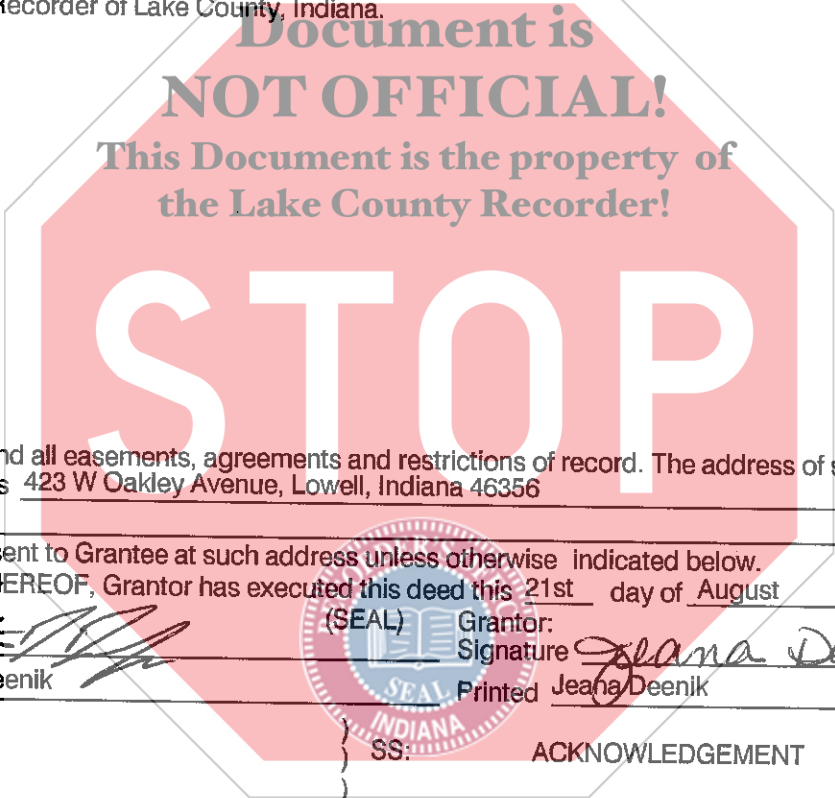 Recorder of Lake County, Indiana.
Document is
NOT OFFICIAL!
This Document is the property of
the Lake County Recorder!
STOP
nd all easements, agreements and restrictions of record. The address of s
s 423 W Oakley Avenue, Lowell, Indiana 46356
sent to Grantee at such address unless otherwise indicated below.
EREOF, Grantor has executed this deed this 21st day of August
(SEAL) Grantor:
Signature Jeana De
eenik Printed Jeana Deenik
SEAL
INDIANA
) SS: ACKNOWLEDGEMENT
)
)